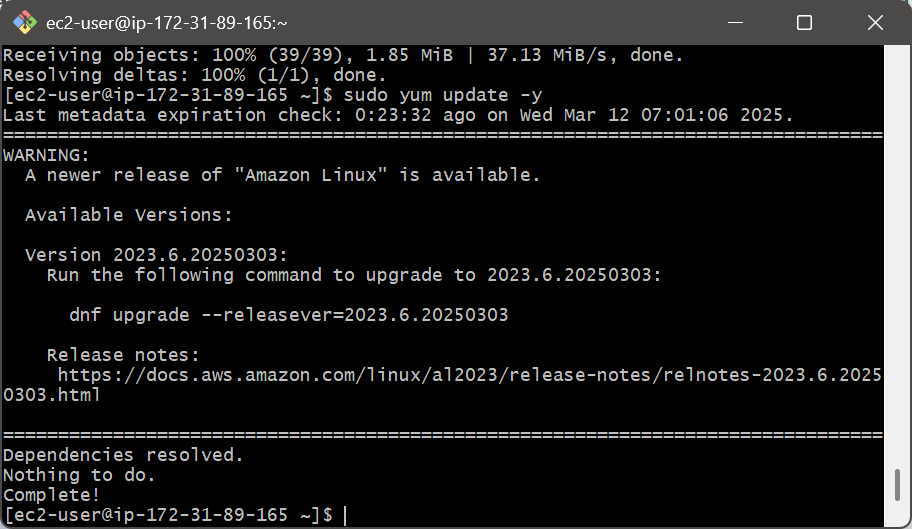 ec2-user@ip-172-31-89-165:~
Receiving objects: 100% (39/39), 1.85 MiB | 37.13 MiB/s, done.
Resolving deltas: 100% (1/1), done.
[ec2-user@ip-172-31-89-165 ~]$ sudo yum update -y
Last metadata expiration check: 0:23:32 ago on Wed Mar 12 07:01:06 2025.
================================================================================
WARNING:
  A newer release of "Amazon Linux" is available.

  Available Versions:

  Version 2023.6.20250303:
    Run the following command to upgrade to 2023.6.20250303:

      dnf upgrade --releasever=2023.6.20250303

    Release notes:
     https://docs.aws.amazon.com/linux/al2023/release-notes/relnotes-2023.6.2025
0303.html

================================================================================
Dependencies resolved.
Nothing to do.
Complete!
[ec2-user@ip-172-31-89-165 ~]$